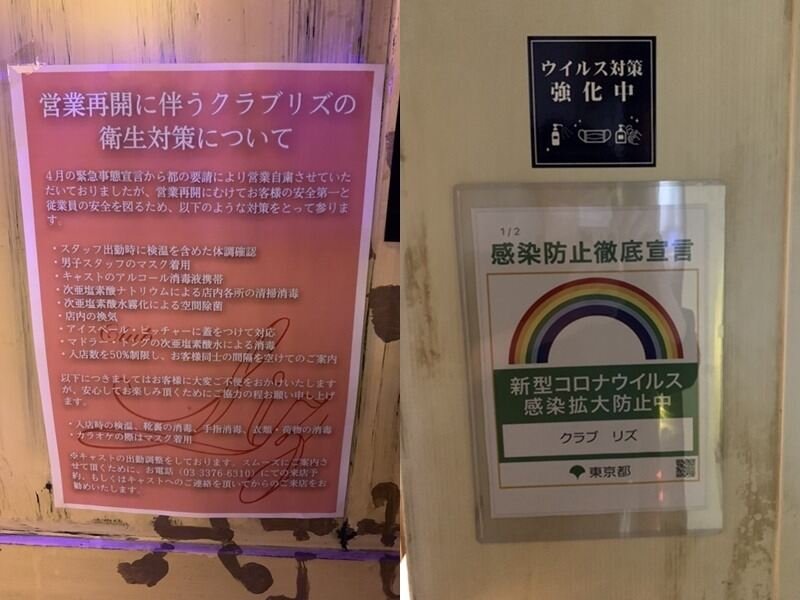 営業再開に伴うクラブリズの
衛生対策について
4月の緊急事態宣言から都の要請により営業自粛させていた
だいておりましたが、営業再開にむけてお客様の安全第一と
従業員の安全を図るため、以下のような対策をとって参りま
す。
・スタッフ出勤時に検温を含めた体調確認
・男子スタッフのマスク着用
・キャストのアルコール消毒液携帯
・次亜塩素酸ナトリウムによる店内各所の清掃消毒
・次亜塩素酸水霧化による空間除菌
・店内の換気
・アイスペール・ピッチャーに蓋をつけて対応
・マドラー・トングの次亜塩素酸水による消毒
・入店数を50%制限し、お客様同士の間隔を空けてのご案内
以下につきましてはお客様に大変ご不便をおかけいたします
が、安心してお楽しみ頂くためにご協力の程お願い申し上げ
ます。
・入店時の検温、靴裏の消毒、手指消毒、衣類・荷物の消毒
・カラオケの際はマスク着用
※キャストの出勤調整をしております。スムーズにご案内さ
せて頂くために、お電話(03-3376-6310)にての来店予
約、もしくはキャストへのご連絡を頂いてからのご来店をお
勧めいたします。
ウイルス対策
強化中
1/2
感染防止徹底宣言
新型コロナウイルス
感染拡大防止中
クラブ リズ
東京都